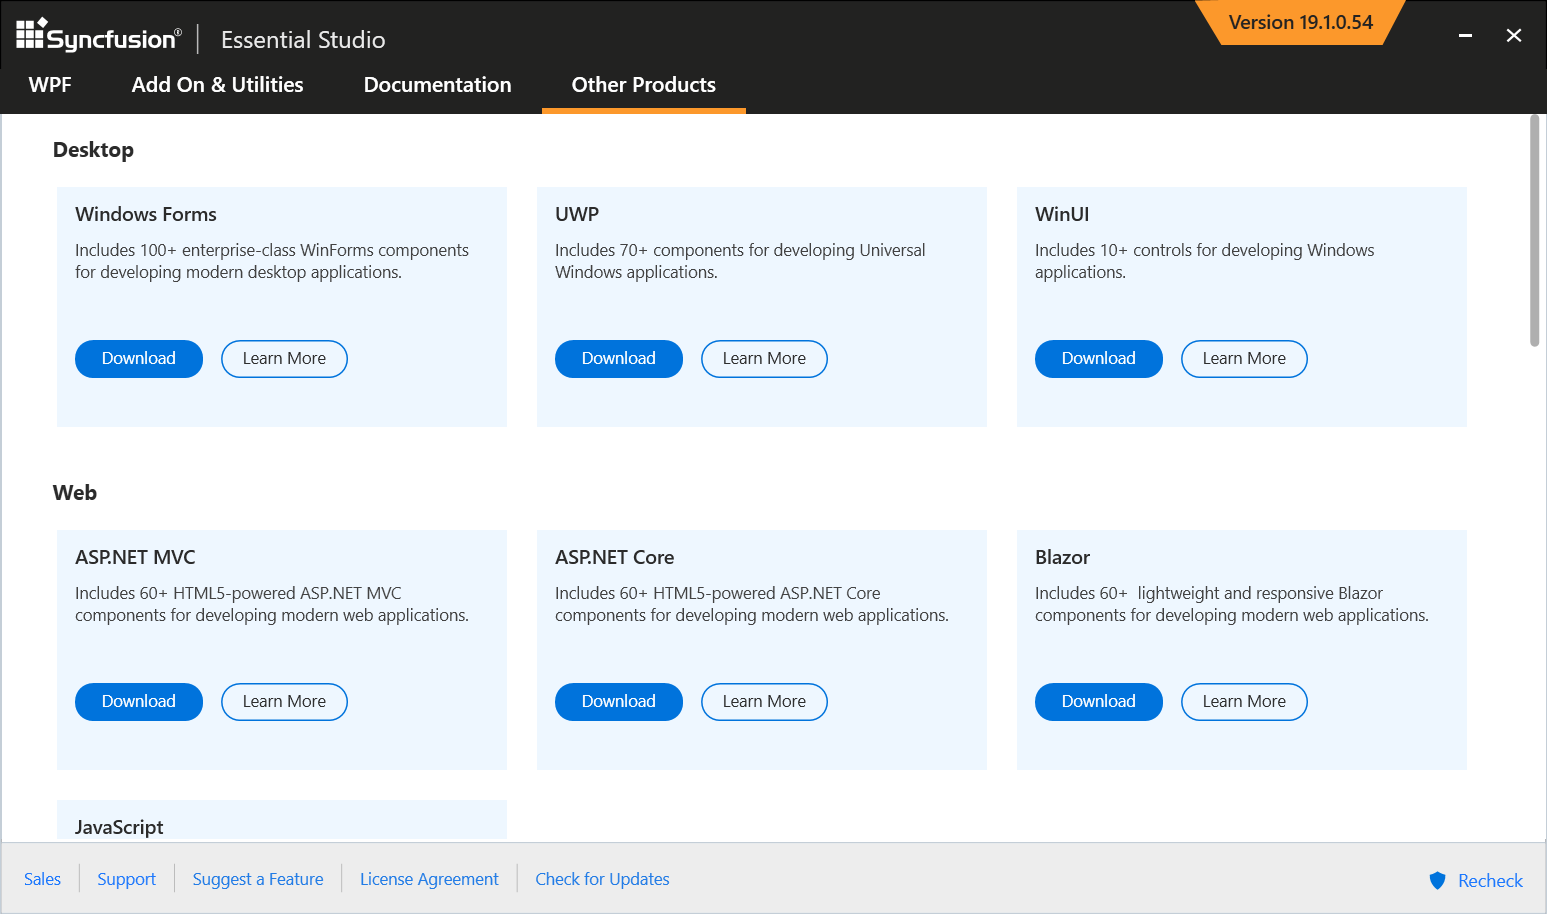 Syncfusion® Essential Studio
Version 19.1.0.54
WPF Add On & Utilities Documentation Other Products
Desktop
Windows Forms
Includes 100+ enterprise-class WinForms components
for developing modern desktop applications.
Download Learn More
UWP
Includes 70+ components for developing Universal
Windows applications.
Download Learn More
WinUI
Includes 10+ controls for developing Windows
applications.
Download Learn More
Web
ASP.NET MVC
Includes 60+ HTML5-powered ASP.NET MVC
components for developing modern web applications.
Download Learn More
ASP.NET Core
Includes 60+ HTML5-powered ASP.NET Core
components for developing modern web applications.
Download Learn More
Blazor
Includes 60+  lightweight and responsive Blazor
components for developing modern web applications.
Download Learn More
JavaScript
Sales Support Suggest a Feature License Agreement Check for Updates Recheck